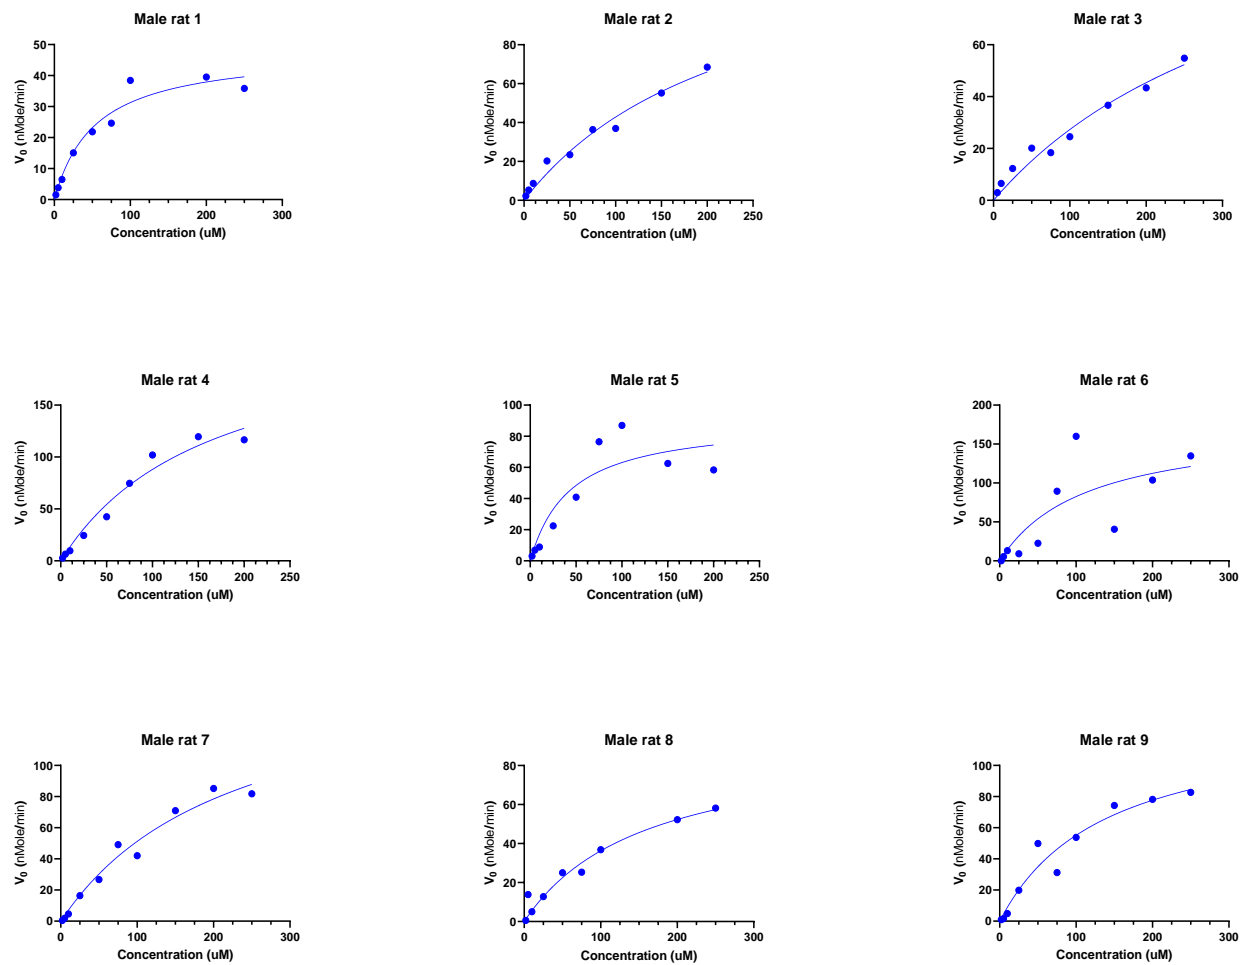 Male rat 1
50
40
30
20
10
0
V0 (nMole/min)
0 100 200 300
Concentration (uM)
Male rat 2
80
60
40
20
0
V0 (nMole/min)
0 50 100 150 200 250
Concentration (uM)
Male rat 3
60
40
20
0
V0 (nMole/min)
0 100 200 300
Concentration (uM)
Male rat 4
150
100
50
0
V0 (nMole/min)
0 50 100 150 200 250
Concentration (uM)
Male rat 5
100
80
60
40
20
0
V0 (nMole/min)
0 50 100 150 200 250
Concentration (uM)
Male rat 6
200
150
100
50
0
V0 (nMole/min)
0 100 200 300
Concentration (uM)
Male rat 7
100
80
60
40
20
0
V0 (nMole/min)
0 100 200 300
Concentration (uM)
Male rat 8
80
60
40
20
0
V0 (nMole/min)
0 100 200 300
Concentration (uM)
Male rat 9
100
80
60
40
20
0
V0 (nMole/min)
0 100 200 300
Concentration (uM)